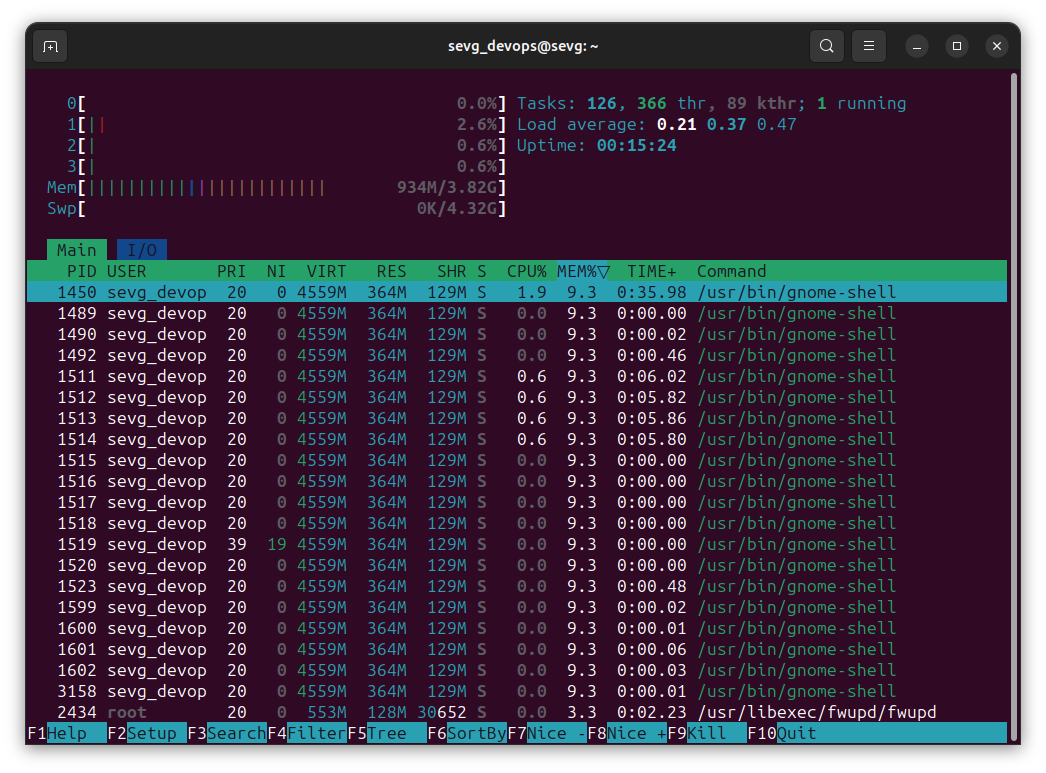 sevg_devops@sevg: ~
0[ 0.0%] Tasks: 126, 366 thr, 89 kthr; 1 running
1[|| 2.6%] Load average: 0.21 0.37 0.47
2[| 0.6%] Uptime: 00:15:24
3[| 0.6%]
Mem[|||||||||||||||||||||||| 934M/3.82G]
Swp[ 0K/4.32G]
Main I/O
PID USER PRI NI VIRT RES SHR S CPU% MEM%▽ TIME+ Command
1450 sevg_devop 20 0 4559M 364M 129M S 1.9 9.3 0:35.98 /usr/bin/gnome-shell
1489 sevg_devop 20 0 4559M 364M 129M S 0.0 9.3 0:00.00 /usr/bin/gnome-shell
1490 sevg_devop 20 0 4559M 364M 129M S 0.0 9.3 0:00.02 /usr/bin/gnome-shell
1492 sevg_devop 20 0 4559M 364M 129M S 0.0 9.3 0:00.46 /usr/bin/gnome-shell
1511 sevg_devop 20 0 4559M 364M 129M S 0.6 9.3 0:06.02 /usr/bin/gnome-shell
1512 sevg_devop 20 0 4559M 364M 129M S 0.6 9.3 0:05.82 /usr/bin/gnome-shell
1513 sevg_devop 20 0 4559M 364M 129M S 0.6 9.3 0:05.86 /usr/bin/gnome-shell
1514 sevg_devop 20 0 4559M 364M 129M S 0.6 9.3 0:05.80 /usr/bin/gnome-shell
1515 sevg_devop 20 0 4559M 364M 129M S 0.0 9.3 0:00.00 /usr/bin/gnome-shell
1516 sevg_devop 20 0 4559M 364M 129M S 0.0 9.3 0:00.00 /usr/bin/gnome-shell
1517 sevg_devop 20 0 4559M 364M 129M S 0.0 9.3 0:00.00 /usr/bin/gnome-shell
1518 sevg_devop 20 0 4559M 364M 129M S 0.0 9.3 0:00.00 /usr/bin/gnome-shell
1519 sevg_devop 39 19 4559M 364M 129M S 0.0 9.3 0:00.00 /usr/bin/gnome-shell
1520 sevg_devop 20 0 4559M 364M 129M S 0.0 9.3 0:00.00 /usr/bin/gnome-shell
1523 sevg_devop 20 0 4559M 364M 129M S 0.0 9.3 0:00.48 /usr/bin/gnome-shell
1599 sevg_devop 20 0 4559M 364M 129M S 0.0 9.3 0:00.02 /usr/bin/gnome-shell
1600 sevg_devop 20 0 4559M 364M 129M S 0.0 9.3 0:00.01 /usr/bin/gnome-shell
1601 sevg_devop 20 0 4559M 364M 129M S 0.0 9.3 0:00.06 /usr/bin/gnome-shell
1602 sevg_devop 20 0 4559M 364M 129M S 0.0 9.3 0:00.03 /usr/bin/gnome-shell
3158 sevg_devop 20 0 4559M 364M 129M S 0.0 9.3 0:00.01 /usr/bin/gnome-shell
2434 root 20 0 553M 128M 30652 S 0.0 3.3 0:02.23 /usr/libexec/fwupd/fwupd
F1Help F2Setup F3SearchF4FilterF5Tree F6SortByF7Nice -F8Nice +F9Kill F10Quit